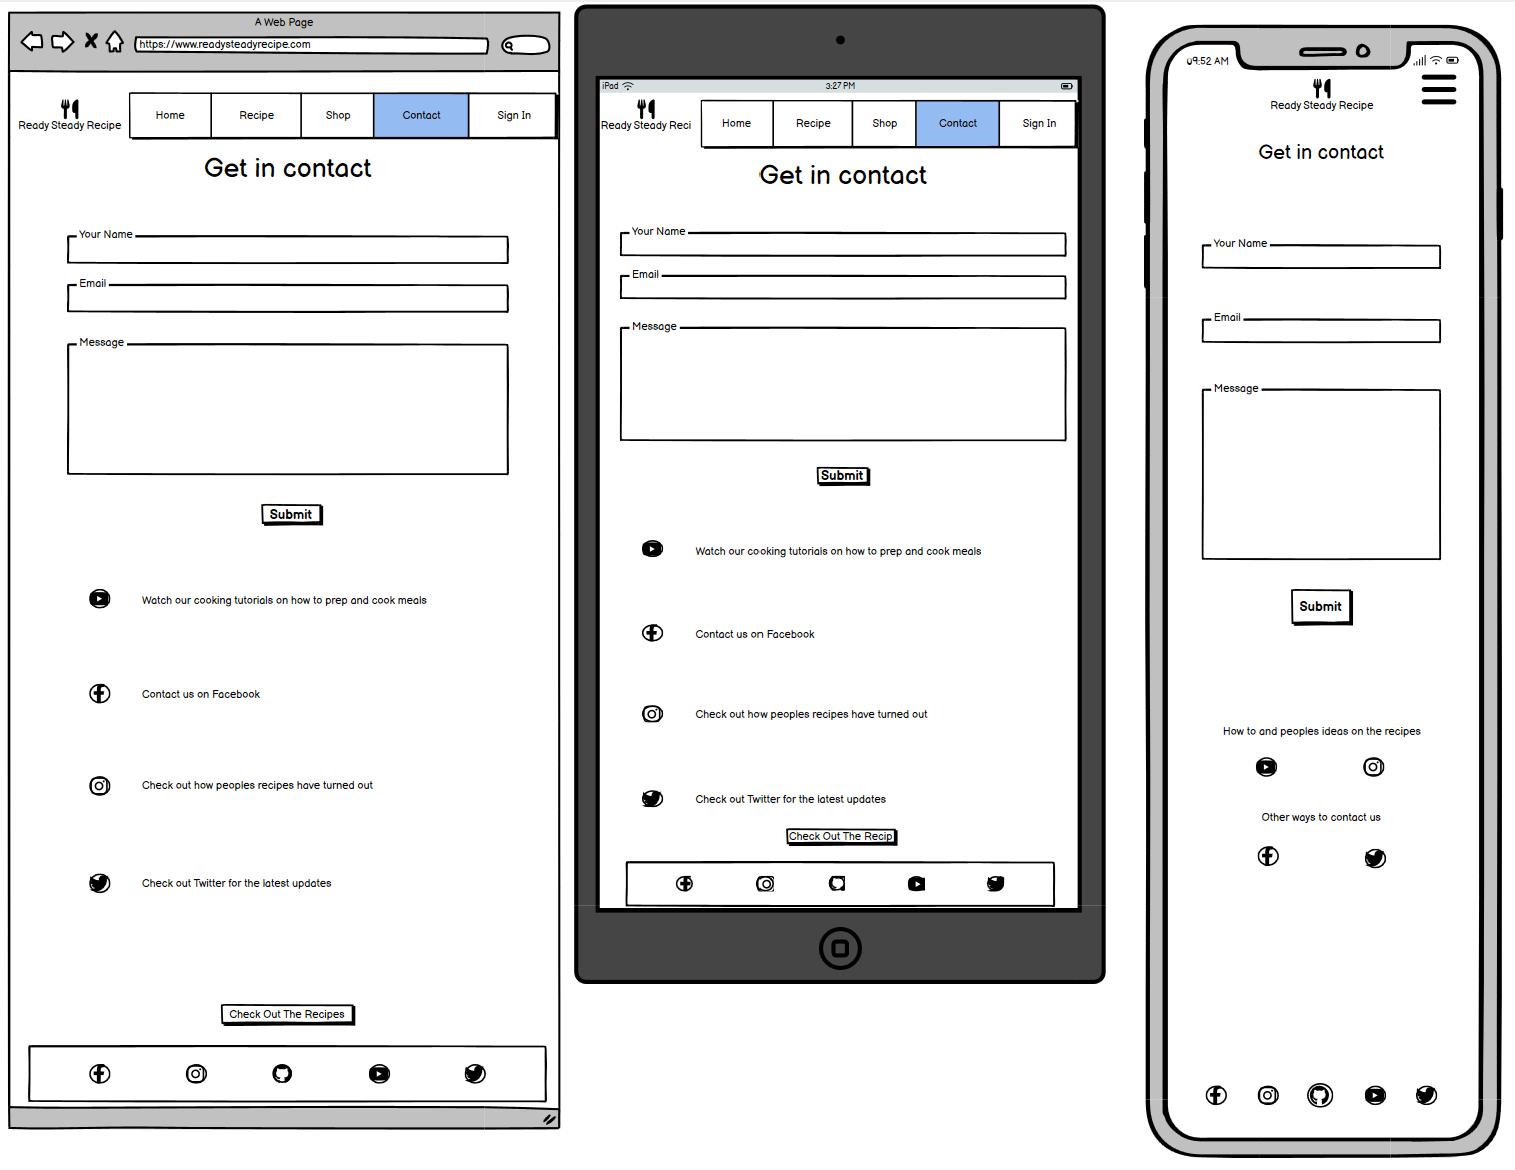 A Web Page
https://www.readysteadyrecipe.com
Ready Steady Recipe
Home Recipe Shop Contact Sign In
Get in contact
Your Name
Email
Message
Submit
Watch our cooking tutorials on how to prep and cook meals
Contact us on Facebook
Check out how peoples recipes have turned out
Check out Twitter for the latest updates
Check Out The Recipes
iPad 3:27 PM
Ready Steady Reci
Home Recipe Shop Contact Sign In
Get in contact
Your Name
Email
Message
Submit
Watch our cooking tutorials on how to prep and cook meals
Contact us on Facebook
Check out how peoples recipes have turned out
Check out Twitter for the latest updates
Check Out The Recip
09:52 AM
Ready Steady Recipe
Get in contact
Your Name
Email
Message
Submit
How to and peoples ideas on the recipes
Other ways to contact us